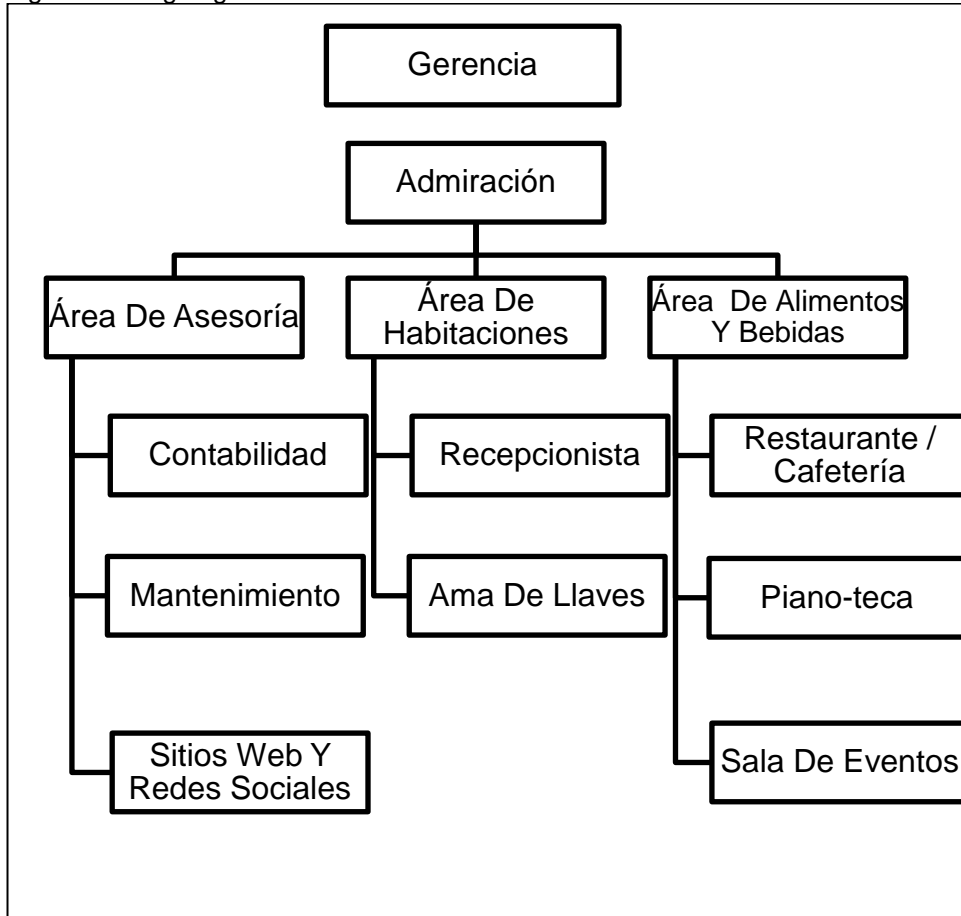 Gerencia
Admiración
Área De Asesoría
Área De
Habitaciones
Área De Alimentos
Y Bebidas
Contabilidad
Recepcionista
Restaurante /
Cafetería
Mantenimiento
Ama De Llaves
Piano-teca
Sitios Web Y
Redes Sociales
Sala De Eventos